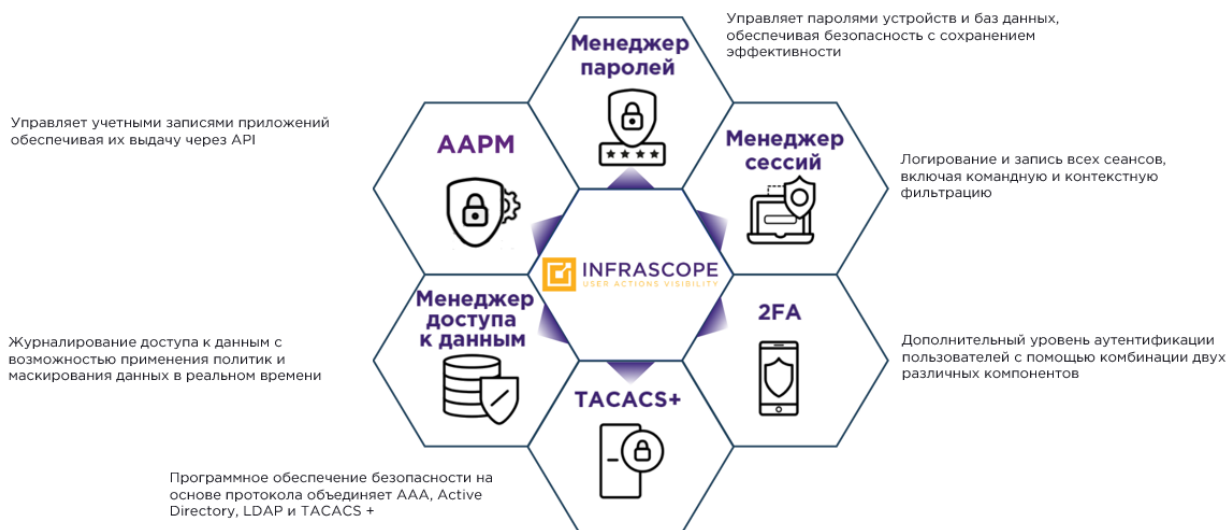 Управляет паролями устройств и баз данных,
обеспечивая безопасность с сохранением
эффективности
Менеджер
паролей
Управляет учетными записями приложений
обеспечивая их выдачу через API
AAPM
Менеджер
сессий
Логирование и запись всех сеансов,
включая командную и контекстную
фильтрацию
INFRASCOPE
USER ACTIONS VISIBILITY
Менеджер
доступа
к данным
Журналирование доступа к данным с
возможностью применения политик и
маскирования данных в реальном времени
2FA
Дополнительный уровень аутентификации
пользователей с помощью комбинации двух
различных компонентов
TACACS+
Программное обеспечение безопасности на
основе протокола объединяет AAA, Active
Directory, LDAP и TACACS +